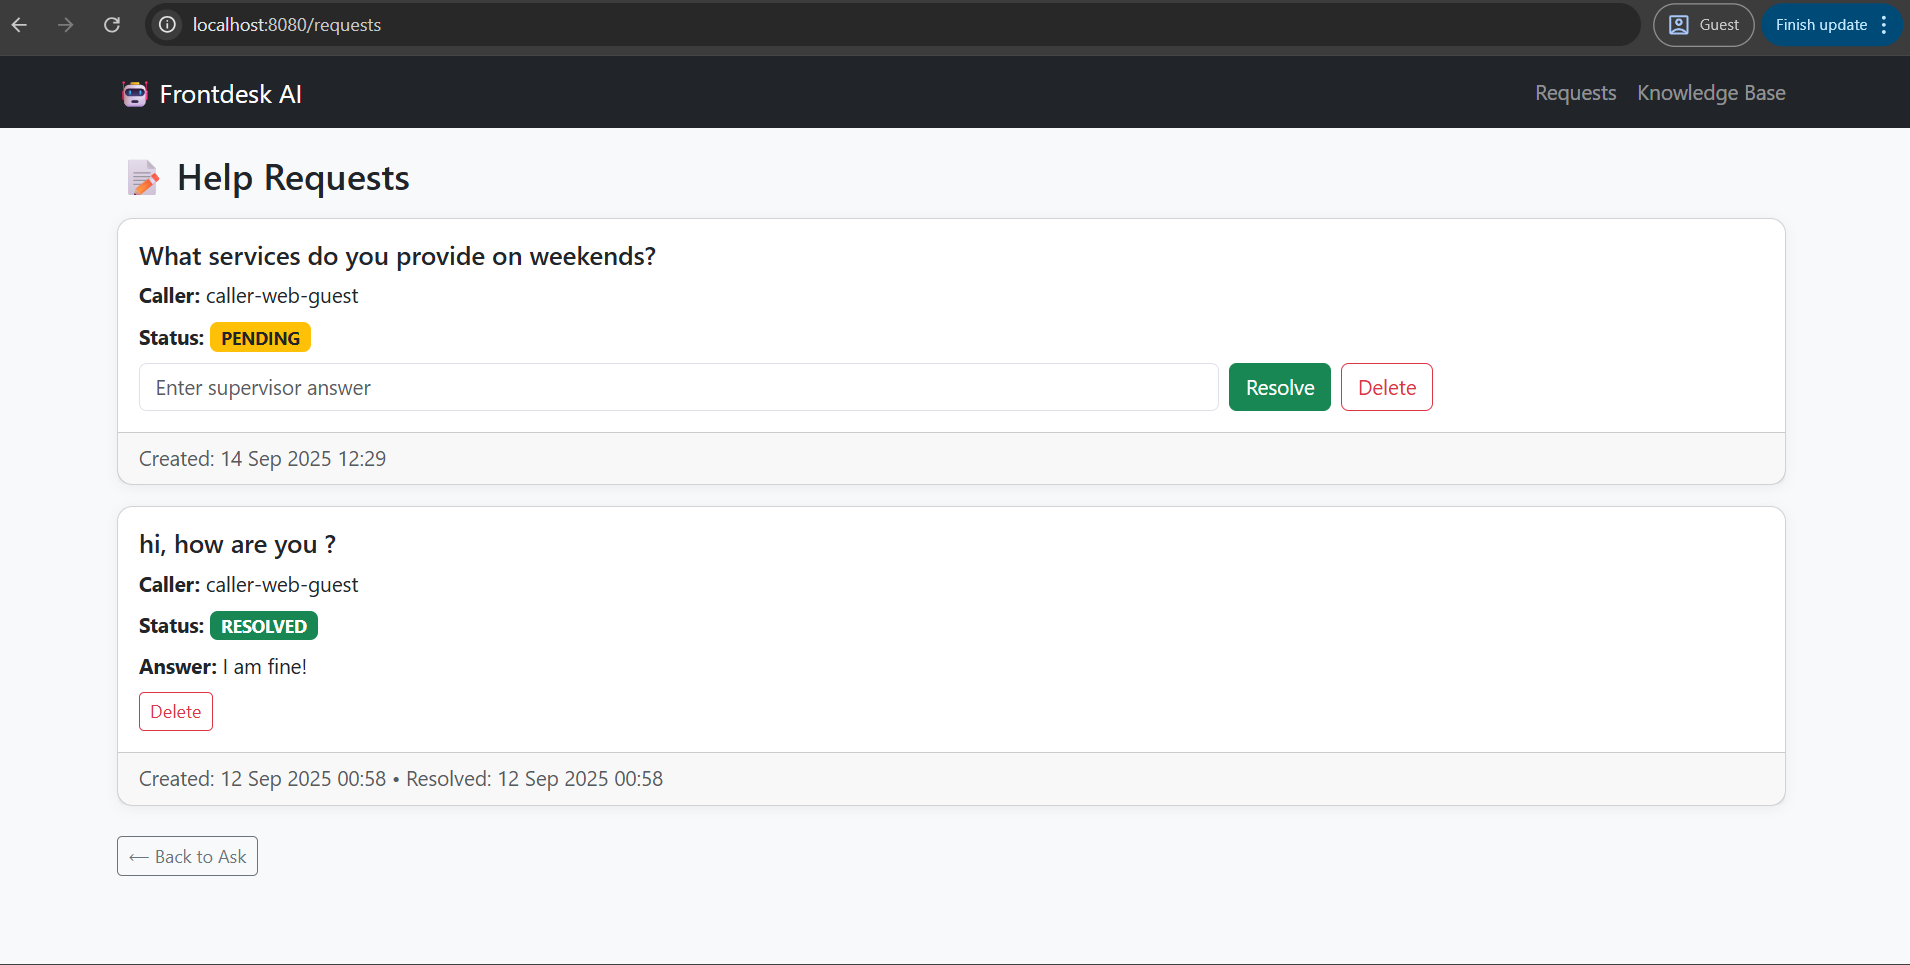 localhost:8080/requests
Guest
Finish update
Frontdesk AI
Requests
Knowledge Base
Help Requests
What services do you provide on weekends?
Caller: caller-web-guest
Status: PENDING
Enter supervisor answer
Resolve
Delete
Created: 14 Sep 2025 12:29
hi, how are you ?
Caller: caller-web-guest
Status: RESOLVED
Answer: I am fine!
Delete
Created: 12 Sep 2025 00:58 • Resolved: 12 Sep 2025 00:58
← Back to Ask